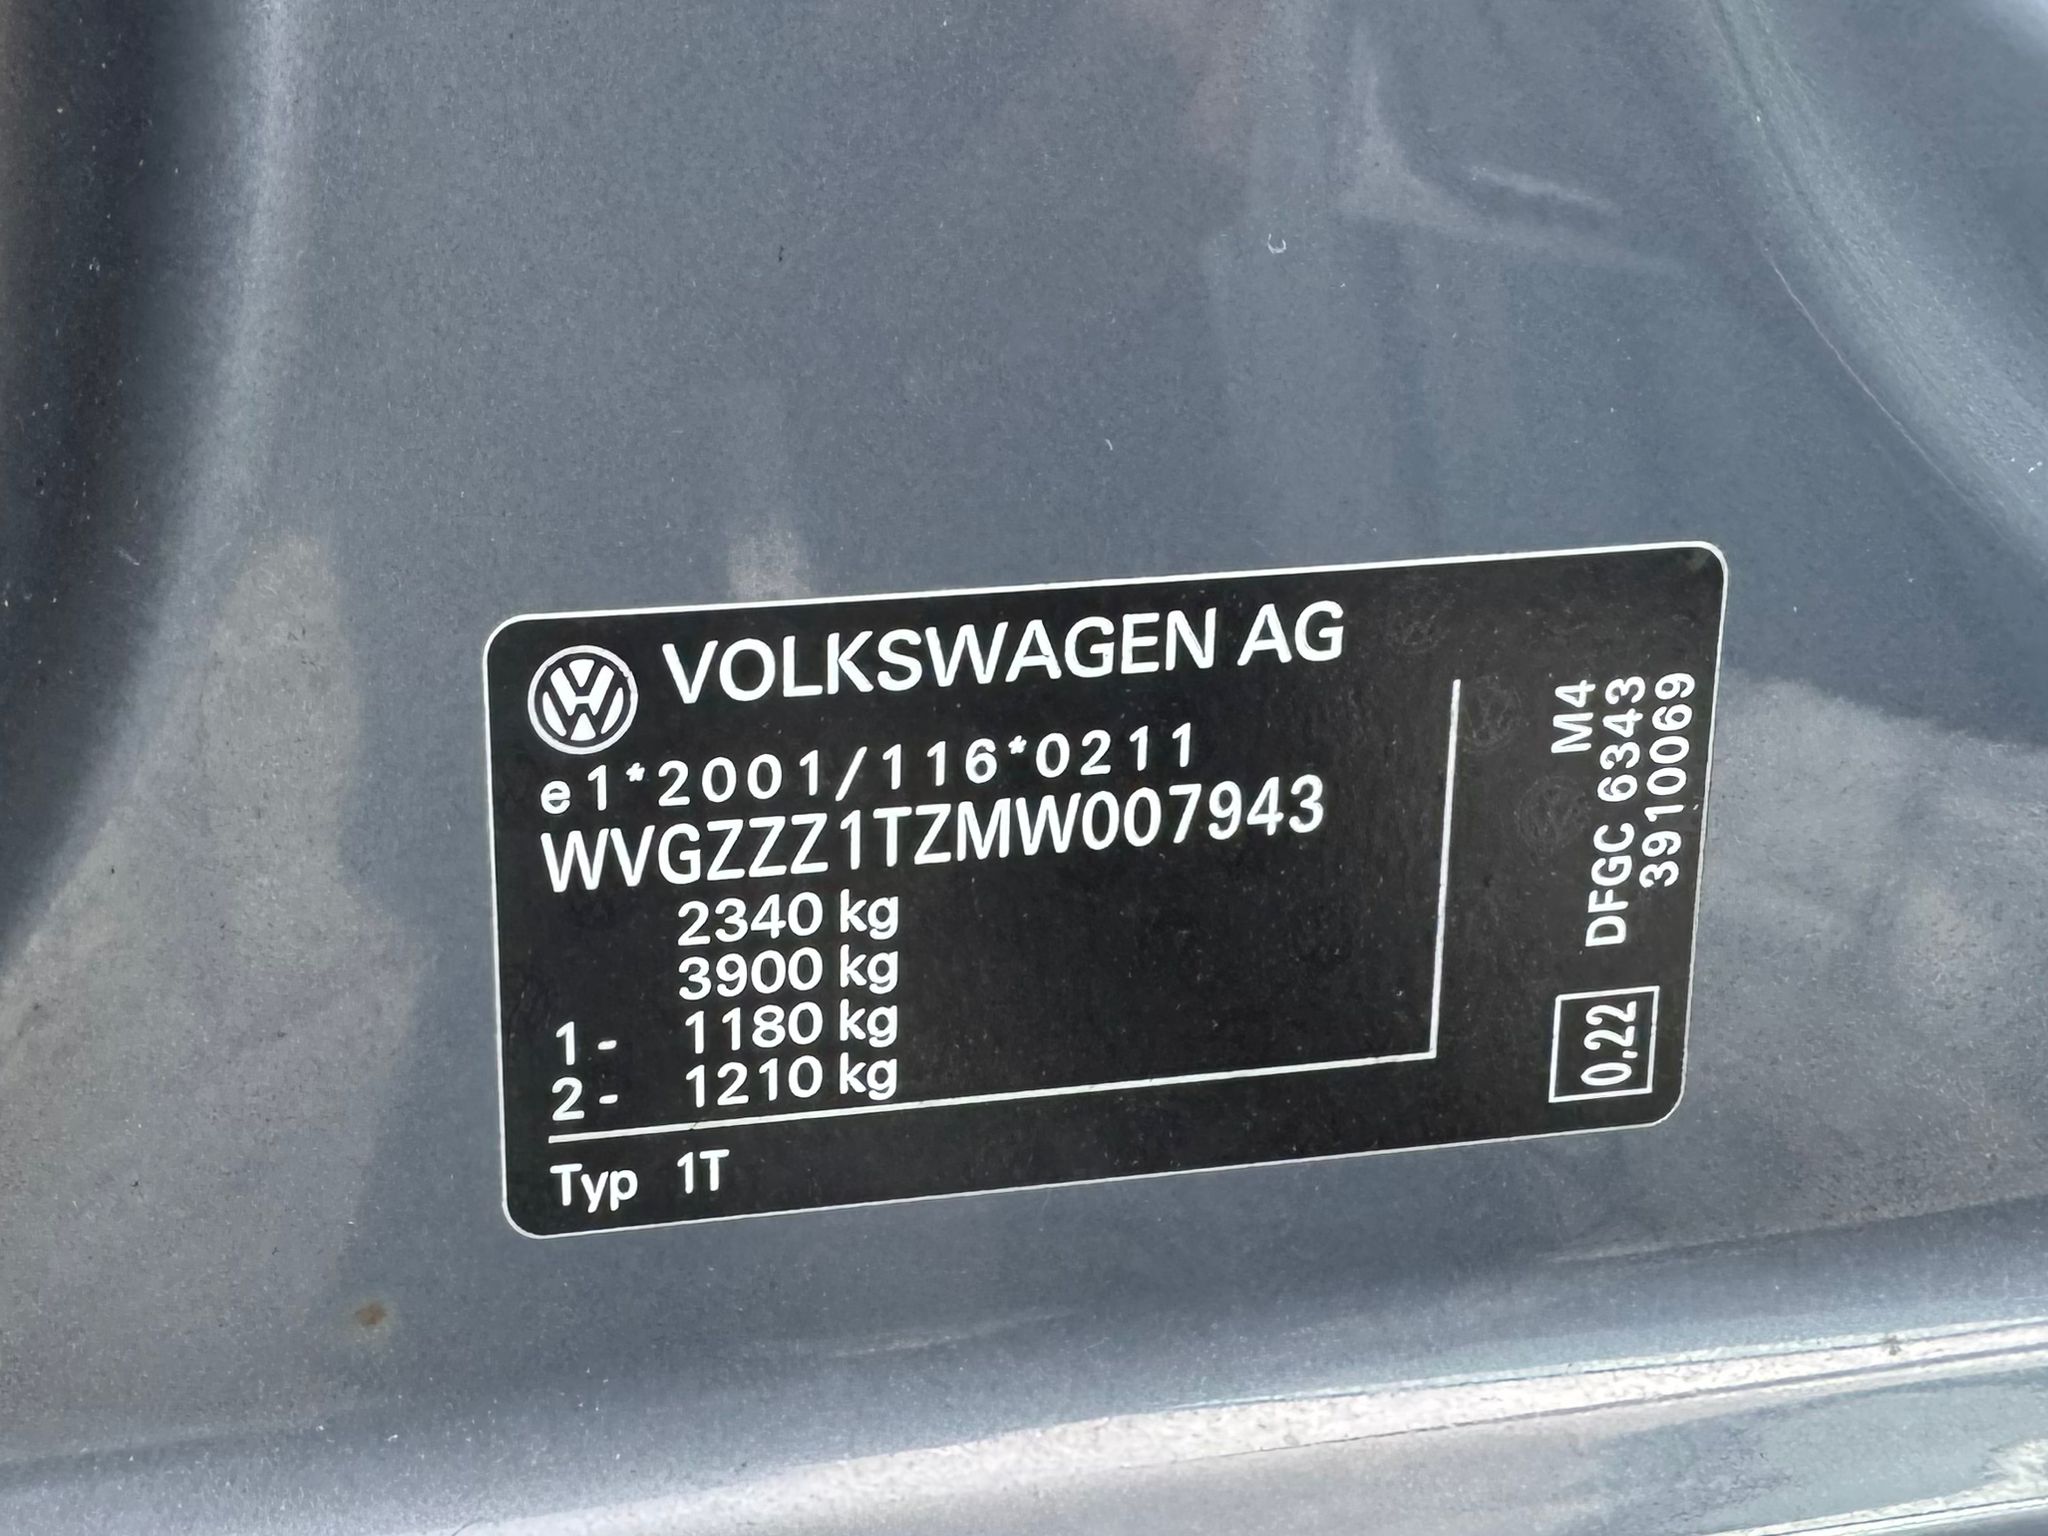 VOLKSWAGEN AG
e1*2001/116*0211
WVGZZZ1TZMW007943
2340 kg
3900 kg
1- 1180 kg
2- 1210 kg
Typ 1T
M4
DFGC 6343
3910069
0,22